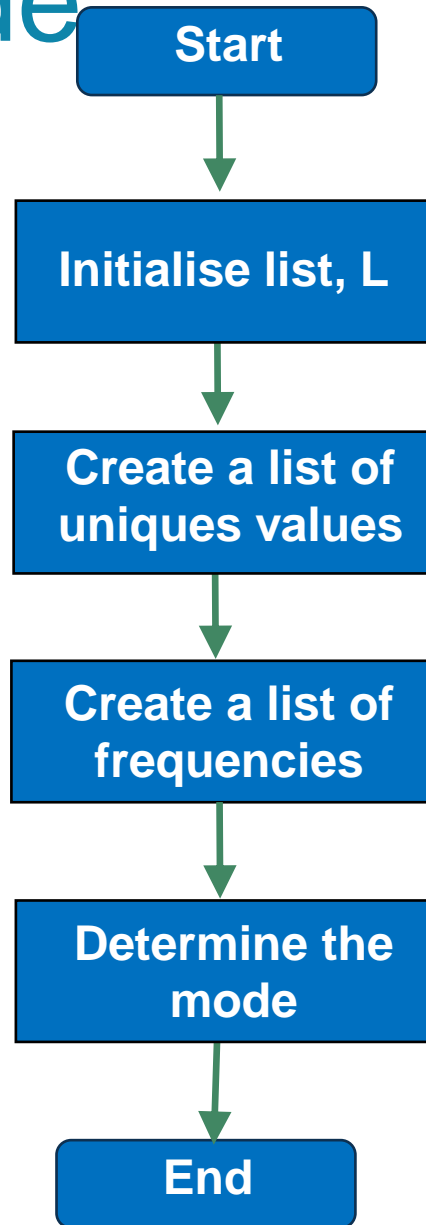 Start
Initialise list, L
Create a list of
uniques values
Create a list of
frequencies
Determine the
mode
End